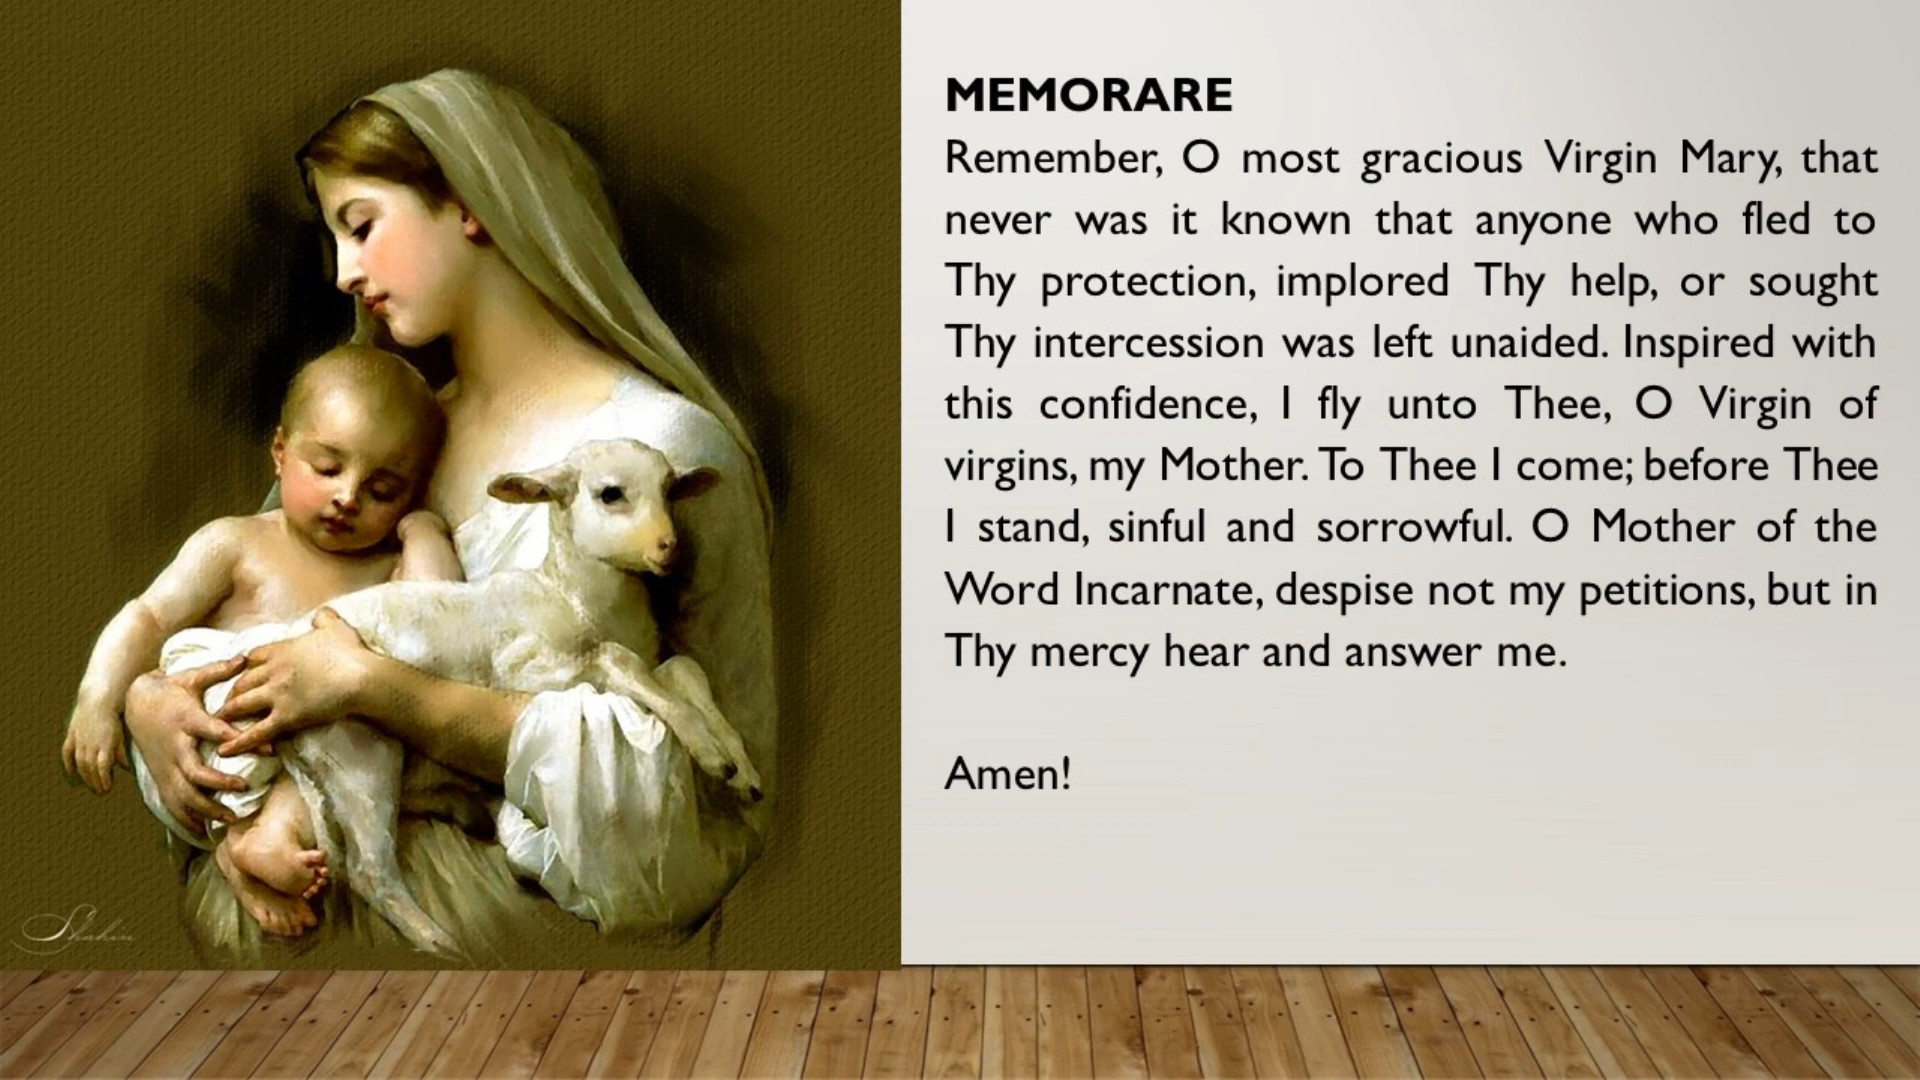 MEMORARE
Remember, O most gracious Virgin Mary, that
never was it known that anyone who fled to
Thy protection, implored Thy help, or sought
Thy intercession was left unaided. Inspired with
this confidence, I fly unto Thee, O Virgin of
virgins, my Mother. To Thee I come; before Thee
I stand, sinful and sorrowful. O Mother of the
Word Incarnate, despise not my petitions, but in
Thy mercy hear and answer me.
Amen!
Shahin